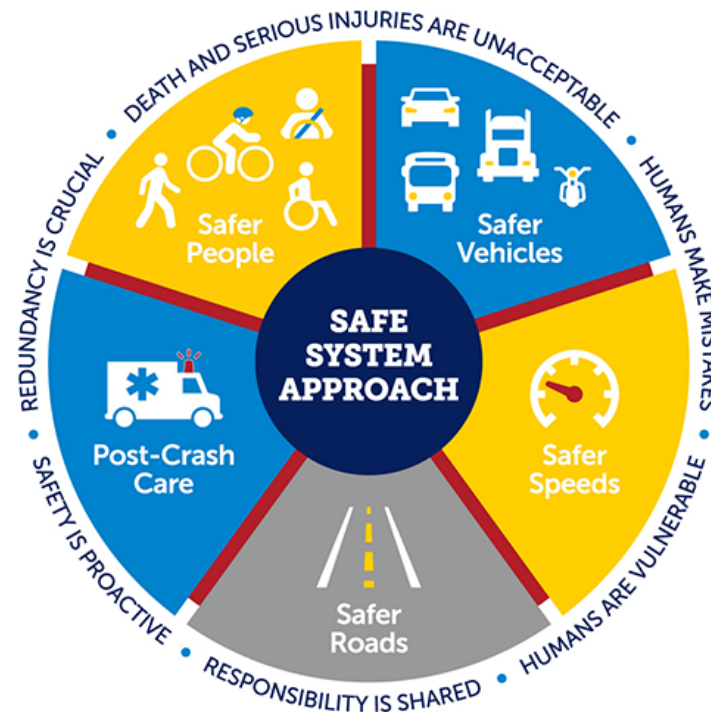 DEATH AND SERIOUS INJURIES ARE UNACCEPTABLE
HUMANS MAKE MISTAKES
HUMANS ARE VULNERABLE
RESPONSIBILITY IS SHARED
SAFETY IS PROACTIVE
REDUNDANCY IS CRUCIAL
Safer
People
Safer
Vehicles
SAFE
SYSTEM
APPROACH
Post-Crash
Care
Safer
Speeds
Safer
Roads